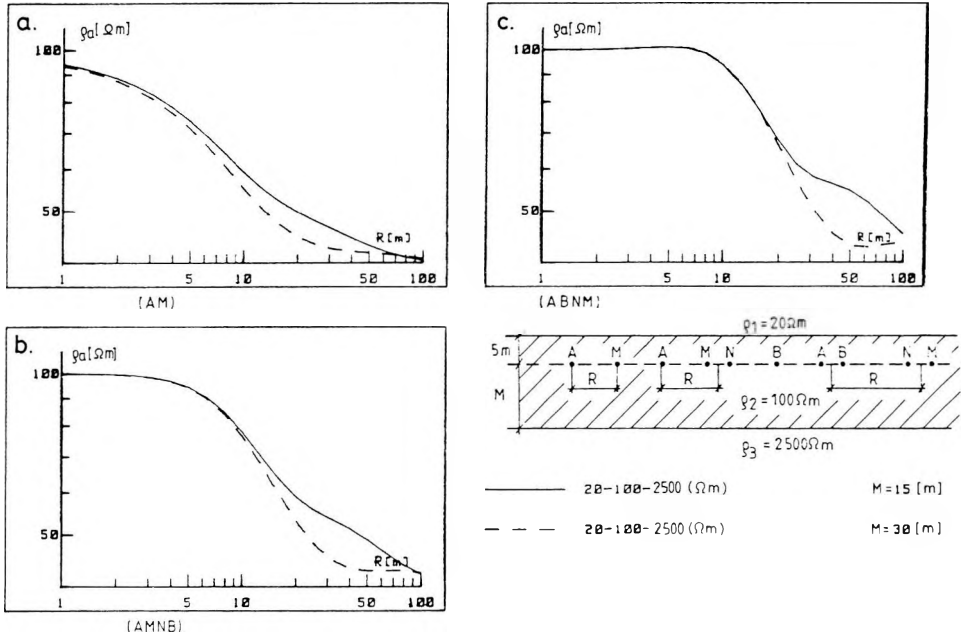 a.
ρa[Ωm]
100
50
R[m]
1 5 10 50 100
(AM)
b.
ρa[Ωm]
100
50
R[m]
1 5 10 50 100
(AMNB)
c.
ρa[Ωm]
100
50
R[m]
1 5 10 50 100
(ABNM)
ρ1=20Ωm
5m
A M A M N B A B N M
R R R
M
ρ2=100Ωm
ρ3=2500Ωm
20-100-2500(Ωm) M=15[m]
20-100-2500(Ωm) M=30[m]